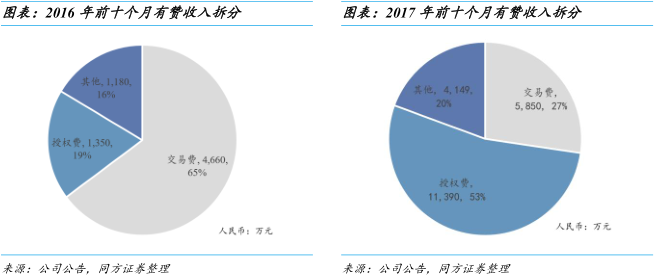 图表：2016 年前十个月有赞收入拆分
其他, 1,180,
16%
授权费, 1,350,
19%
交易费, 4,660,
65%
人民币：万元
来源：公司公告，同方证券整理
图表：2017 年前十个月有赞收入拆分
其他, 4,149,
20%
交易费,
5,850, 27%
授权费,
11,390, 53%
人民币：万元
来源：公司公告，同方证券整理